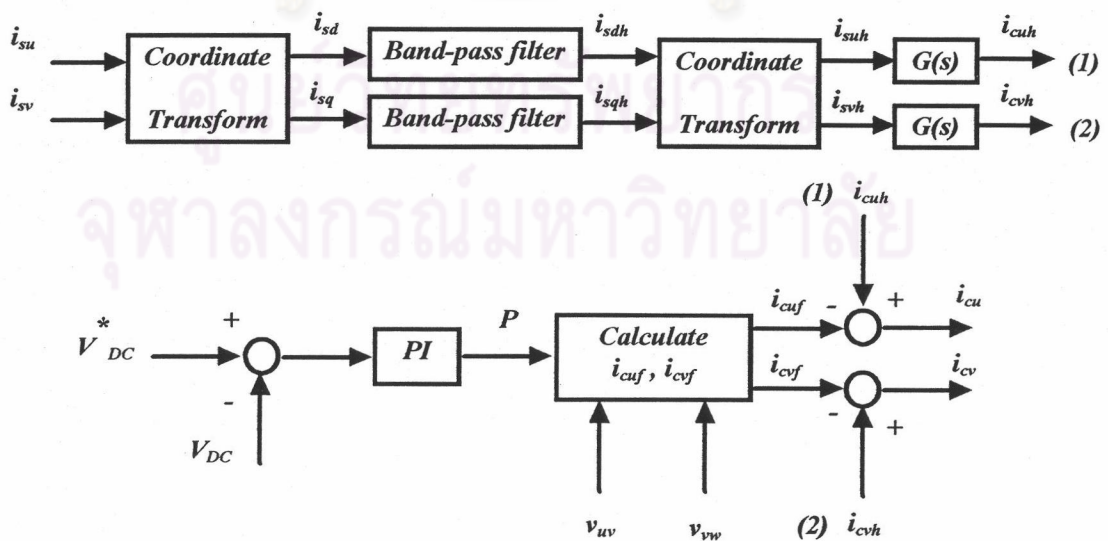 i_su
i_sv
Coordinate
Transform
i_sd
i_sq
Band-pass filter
Band-pass filter
i_sdh
i_sqh
Coordinate
Transform
i_suh
i_svh
G(s)
G(s)
i_cuh
i_cvh
(1)
(2)
ศูนย์วิทยทรัพยากร
จุฬาลงกรณ์มหาวิทยาลัย
(1) i_cuh
V*_DC
+
-
V_DC
PI
P
Calculate
i_cuf , i_cvf
v_uv
v_vw
i_cuf
i_cvf
-
+
i_cu
-
+
i_cv
(2) i_cvh